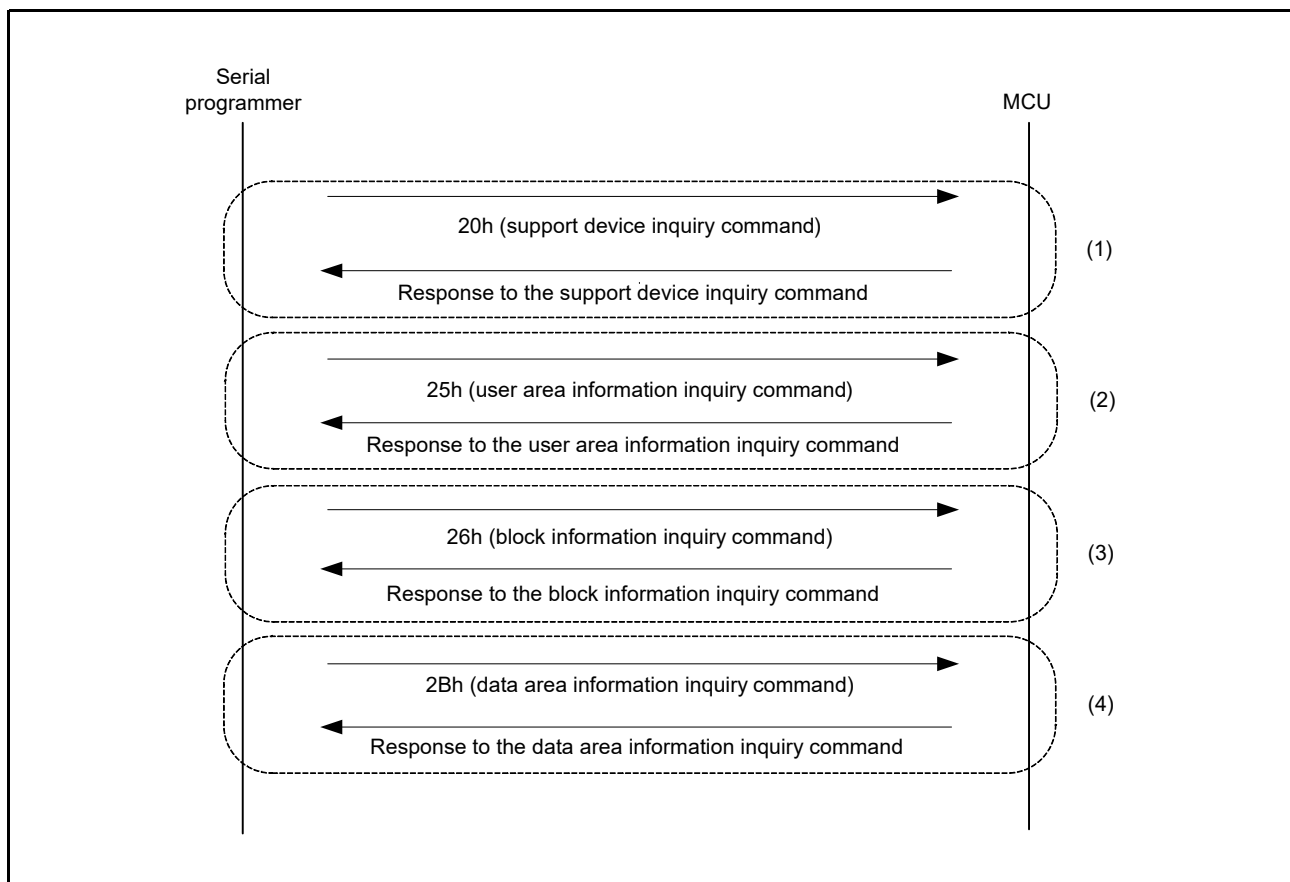 Serial
programmer
MCU
20h (support device inquiry command)
(1)
Response to the support device inquiry command
25h (user area information inquiry command)
(2)
Response to the user area information inquiry command
26h (block information inquiry command)
(3)
Response to the block information inquiry command
2Bh (data area information inquiry command)
(4)
Response to the data area information inquiry command